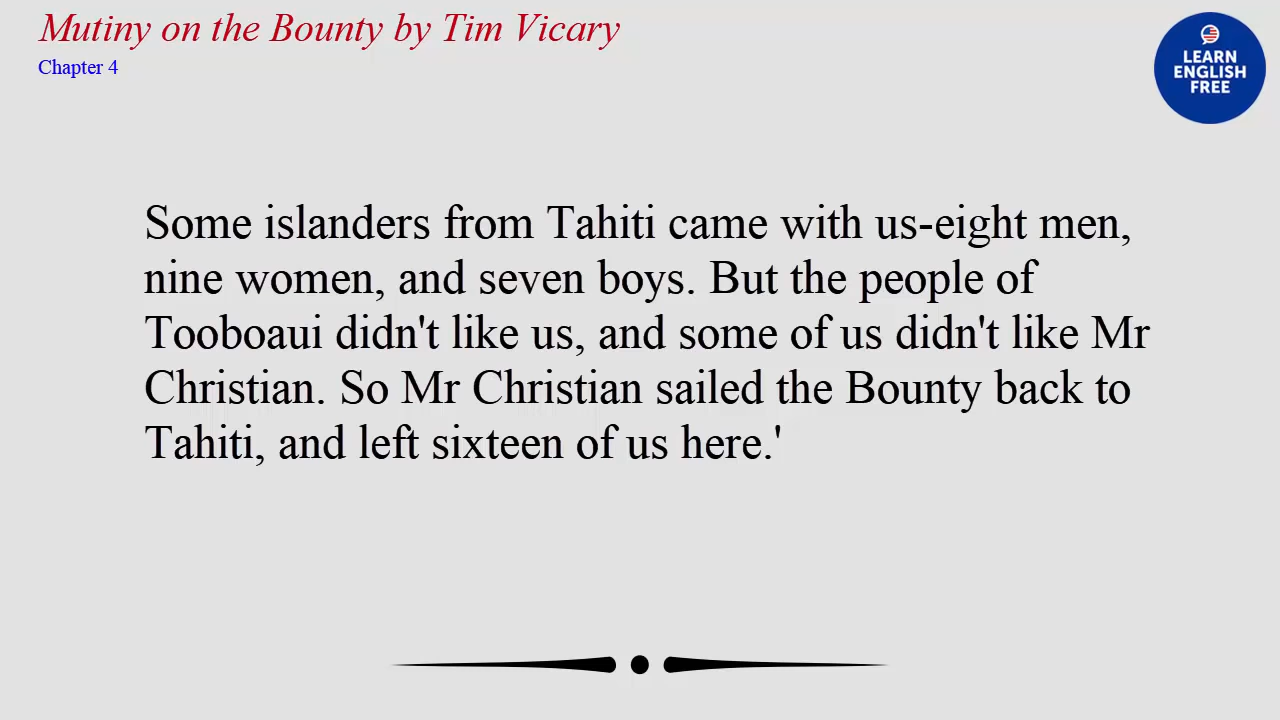 Mutiny on the Bounty by Tim Vicary
Chapter 4
LEARN
ENGLISH
FREE
Some islanders from Tahiti came with us-eight men,
nine women, and seven boys. But the people of
Tooboaui didn't like us, and some of us didn't like Mr
Christian. So Mr Christian sailed the Bounty back to
Tahiti, and left sixteen of us here.'